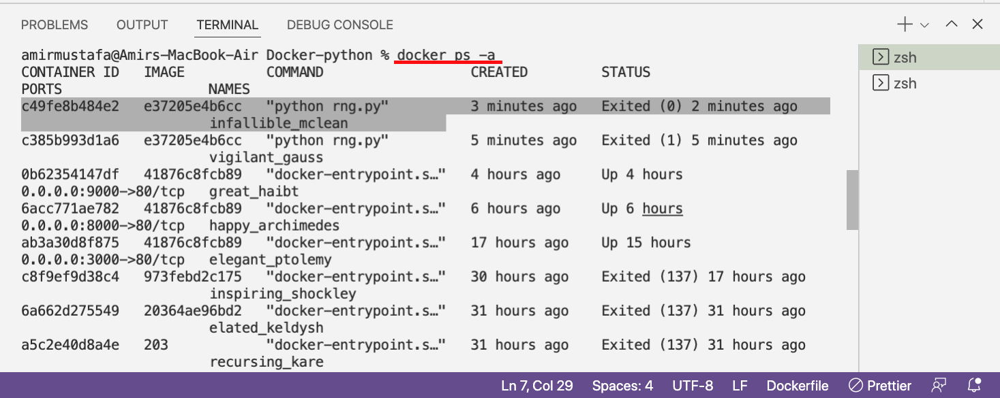 PROBLEMS OUTPUT TERMINAL DEBUG CONSOLE
amirmustafa@Amirs-MacBook-Air Docker-python % docker ps -a
CONTAINER ID   IMAGE          COMMAND                  CREATED         STATUS
PORTS                  NAMES
c49fe8b484e2   e37205e4b6cc   "python rng.py"          3 minutes ago   Exited (0) 2 minutes ago
                       infallible_mclean
c385b993d1a6   e37205e4b6cc   "python rng.py"          5 minutes ago   Exited (1) 5 minutes ago
                       vigilant_gauss
0b62354147df   41876c8fcb89   "docker-entrypoint.s…"   4 hours ago     Up 4 hours
0.0.0.0:9000->80/tcp   great_haibt
6acc771ae782   41876c8fcb89   "docker-entrypoint.s…"   6 hours ago     Up 6 hours
0.0.0.0:8000->80/tcp   happy_archimedes
ab3a30d8f875   41876c8fcb89   "docker-entrypoint.s…"   17 hours ago    Up 15 hours
0.0.0.0:3000->80/tcp   elegant_ptolemy
c8f9ef9d38c4   973febd2c175   "docker-entrypoint.s…"   30 hours ago    Exited (137) 17 hours ago
                       inspiring_shockley
6a662d275549   20364ae96bd2   "docker-entrypoint.s…"   31 hours ago    Exited (137) 31 hours ago
                       elated_keldysh
a5c2e40d8a4e   203            "docker-entrypoint.s…"   31 hours ago    Exited (137) 31 hours ago
                       recursing_kare
zsh
zsh
Ln 7, Col 29 Spaces: 4 UTF-8 LF Dockerfile Prettier